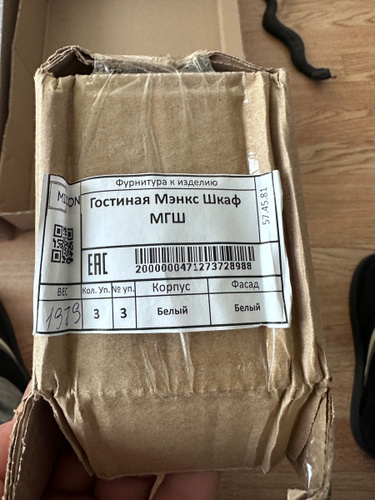 Фурнитура к изделию
Гостиная Мэнкс Шкаф
МГШ
57.45.81
EAC
2000000471273728988
ВЕС Кол. Уп. № уп. Корпус Фасад
1979 3 3 Белый Белый